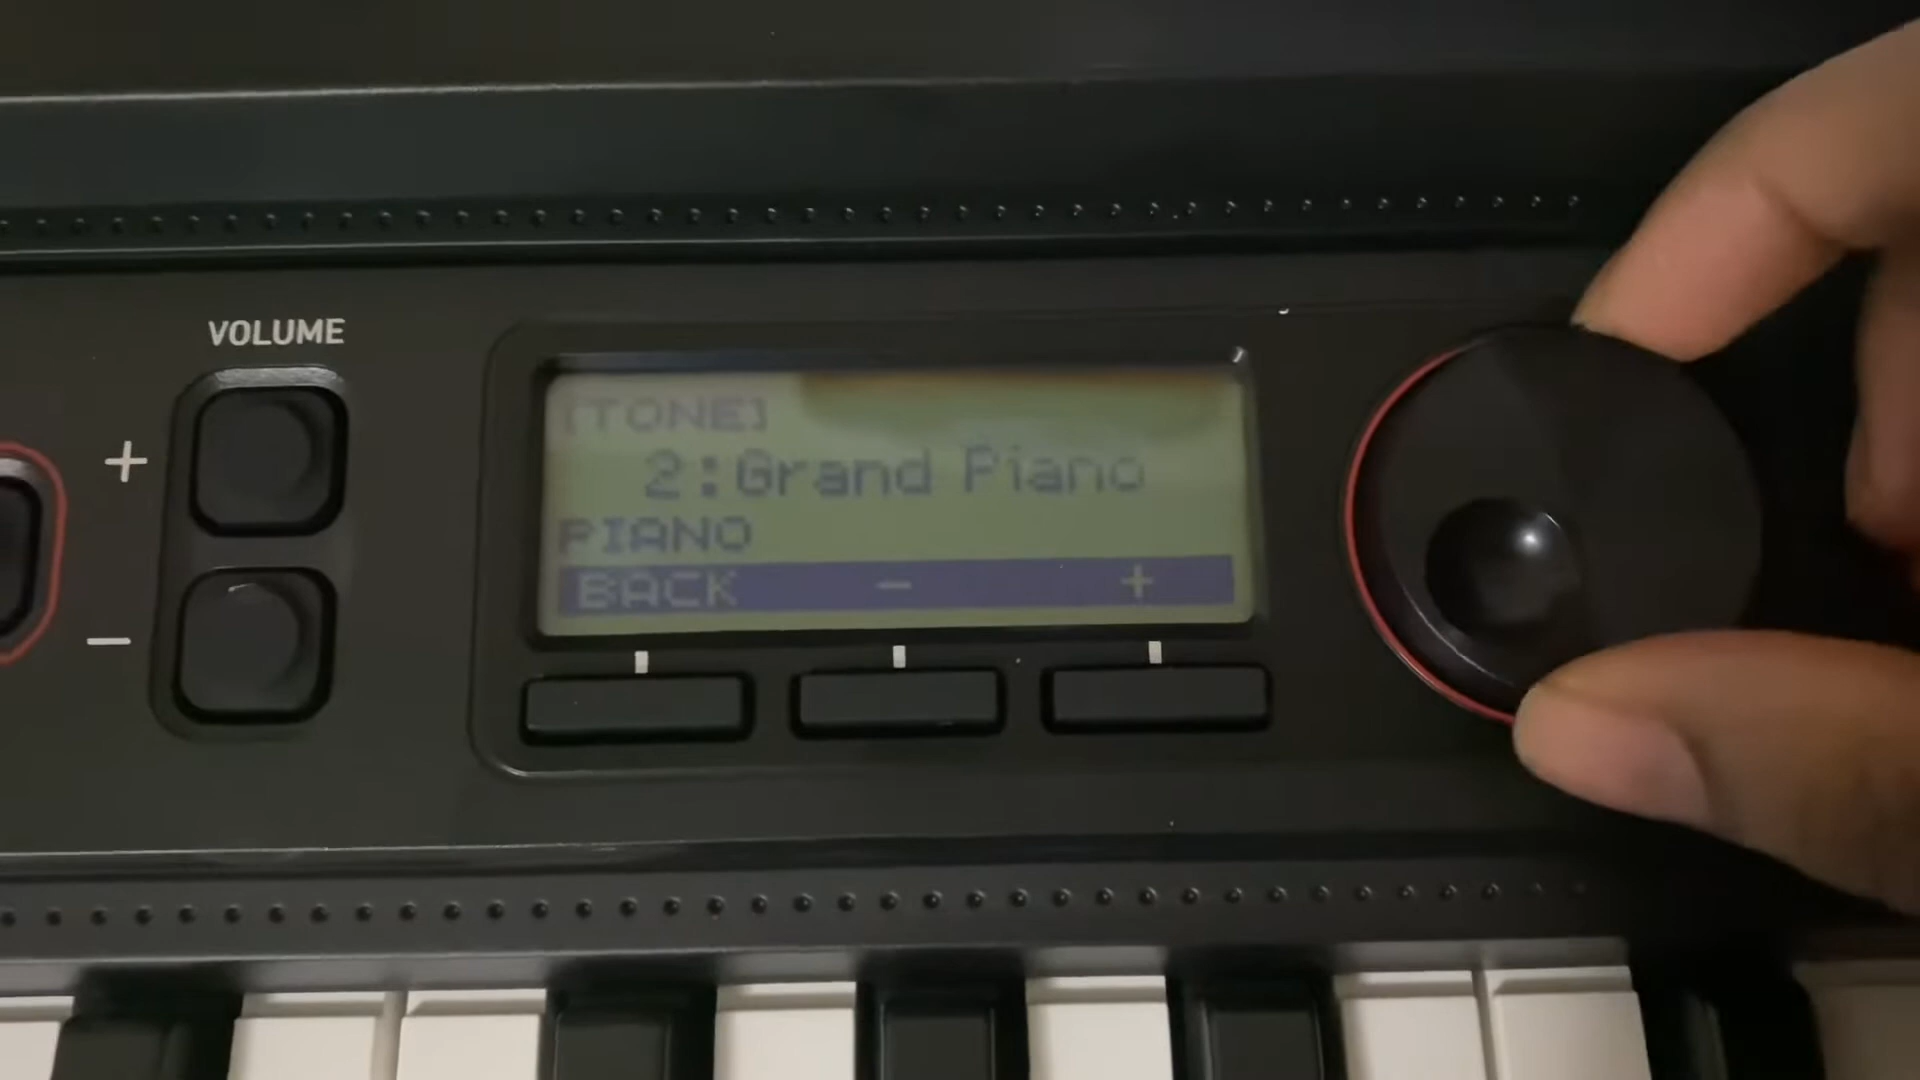 VOLUME
+
−
[TONE]
2:Grand Piano
PIANO
BACK − +